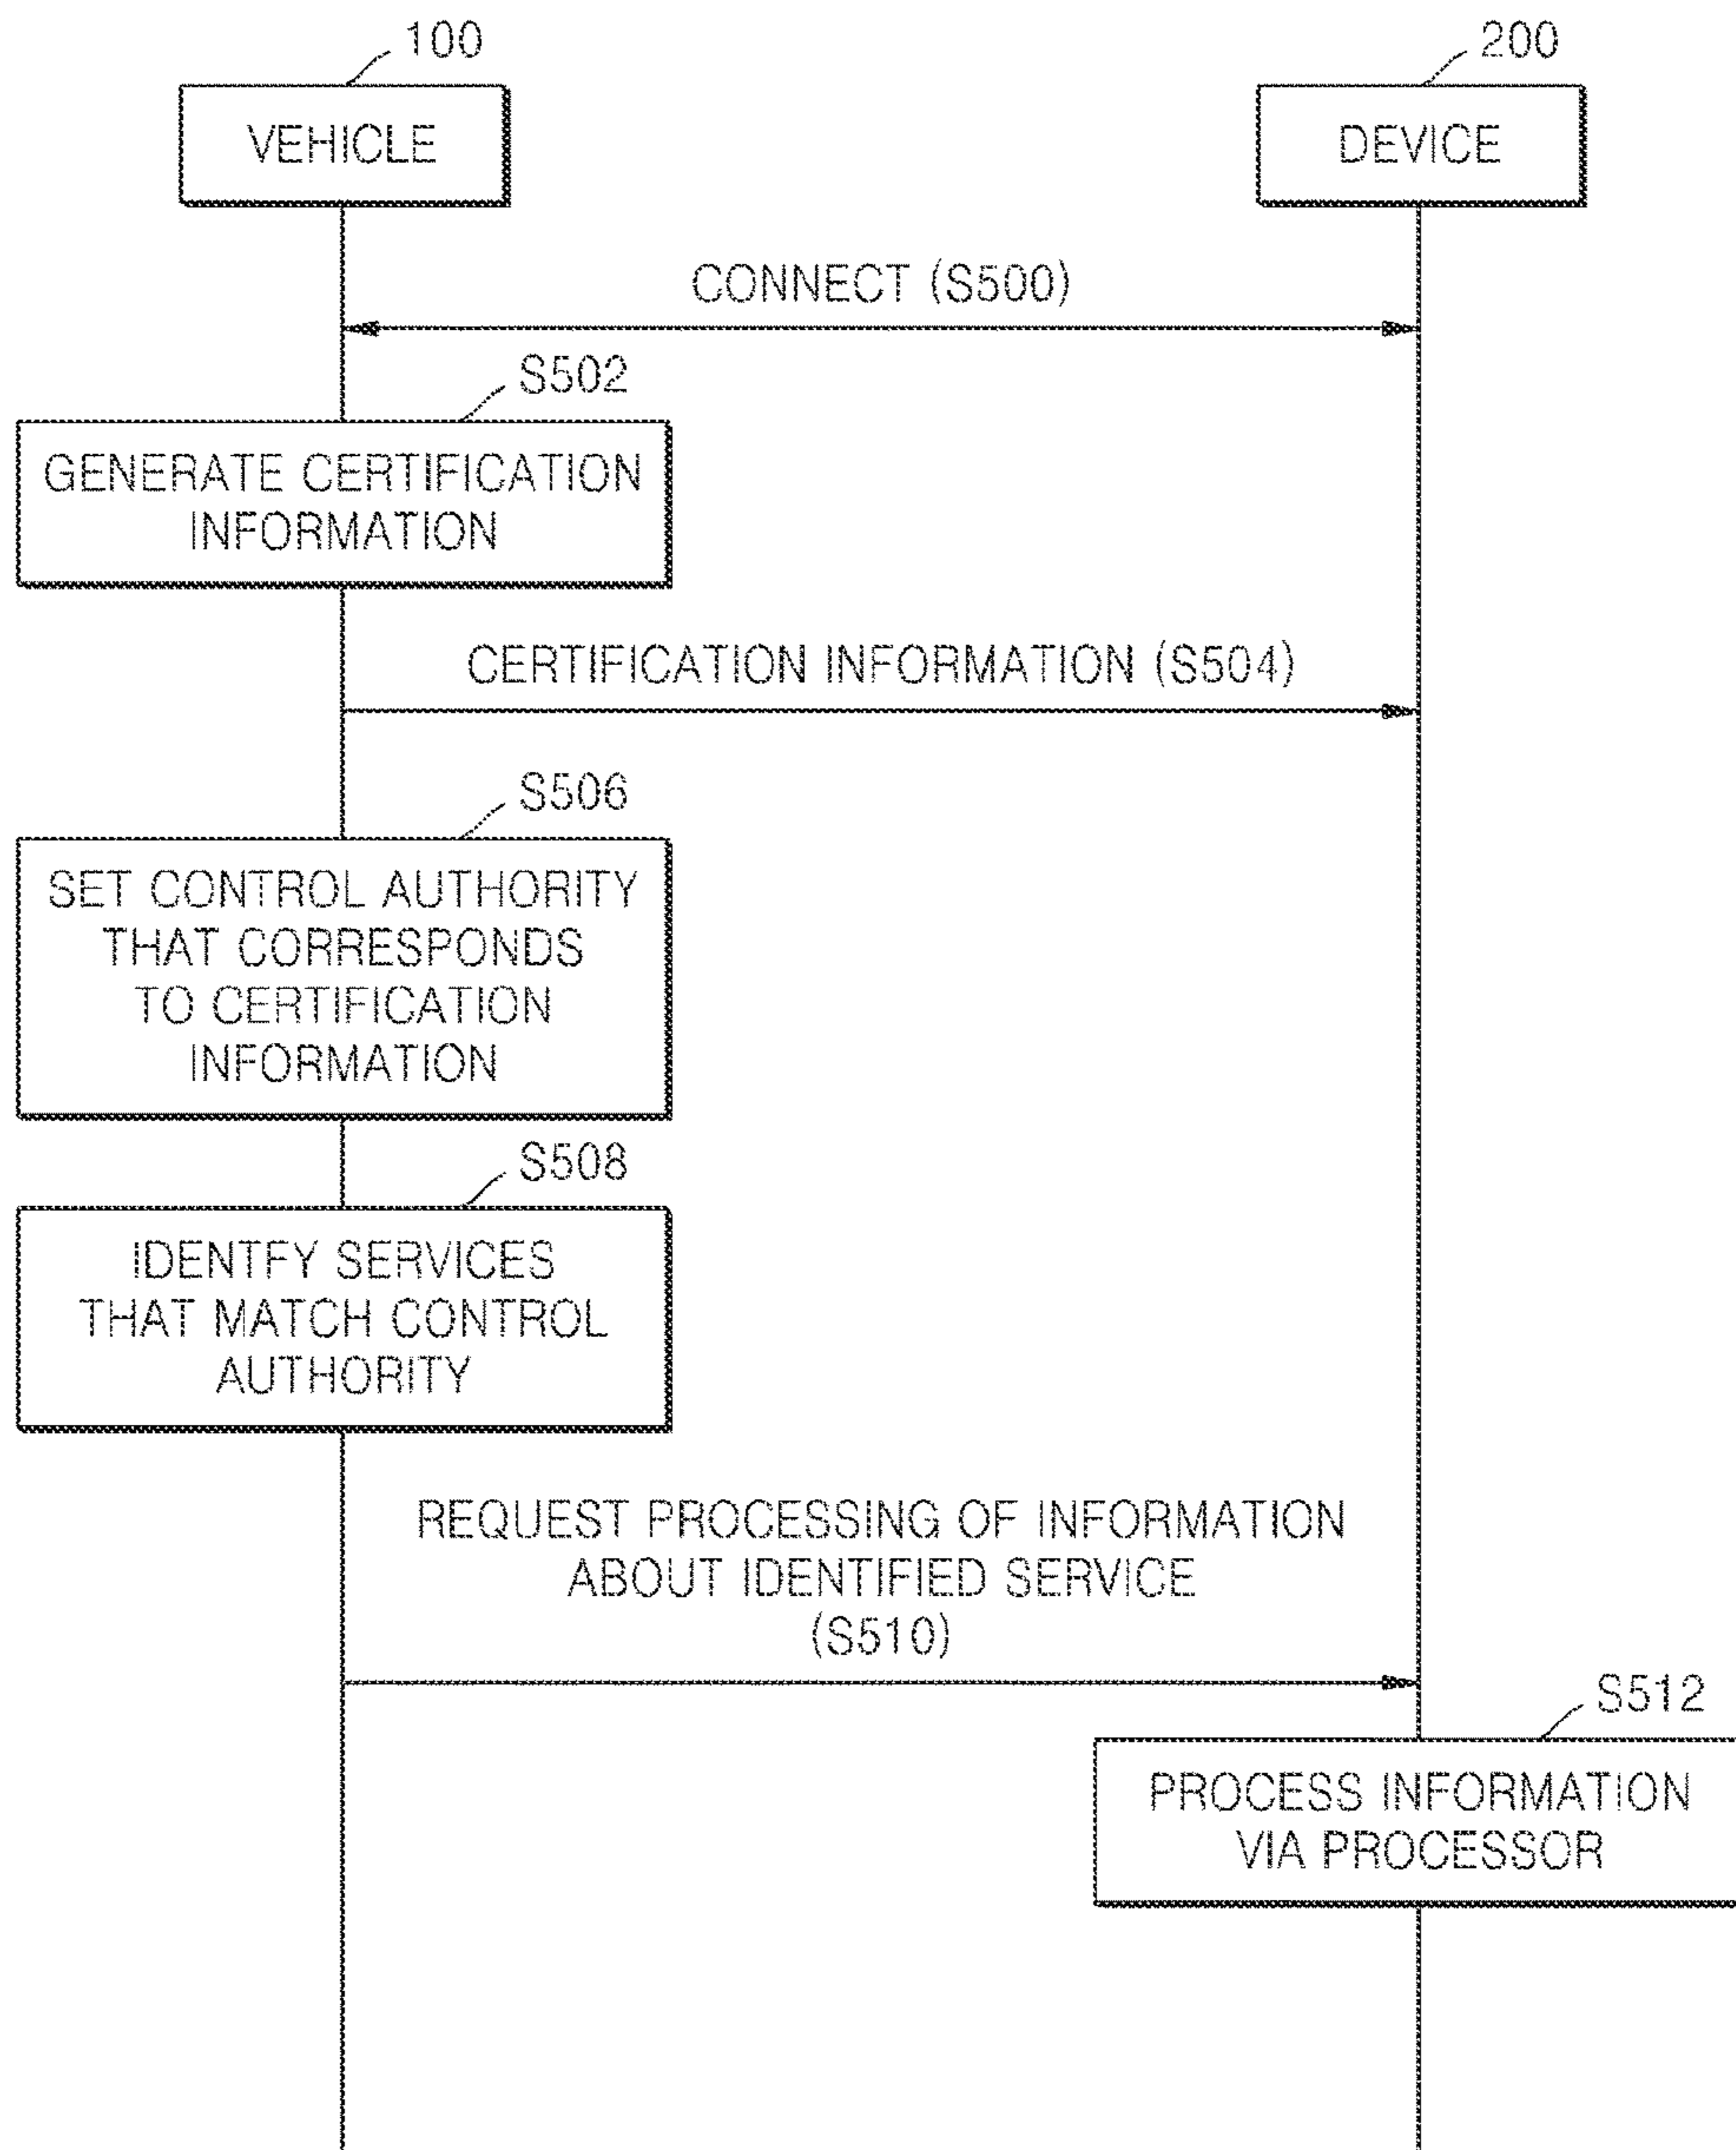 100
200
VEHICLE
DEVICE
CONNECT (S500)
S502
GENERATE CERTIFICATION
INFORMATION
CERTIFICATION INFORMATION (S504)
S506
SET CONTROL AUTHORITY
THAT CORRESPONDS
TO CERTIFICATION
INFORMATION
S508
IDENTFY SERVICES
THAT MATCH CONTROL
AUTHORITY
REQUEST PROCESSING OF INFORMATION
ABOUT IDENTIFIED SERVICE
(S510)
S512
PROCESS INFORMATION
VIA PROCESSOR